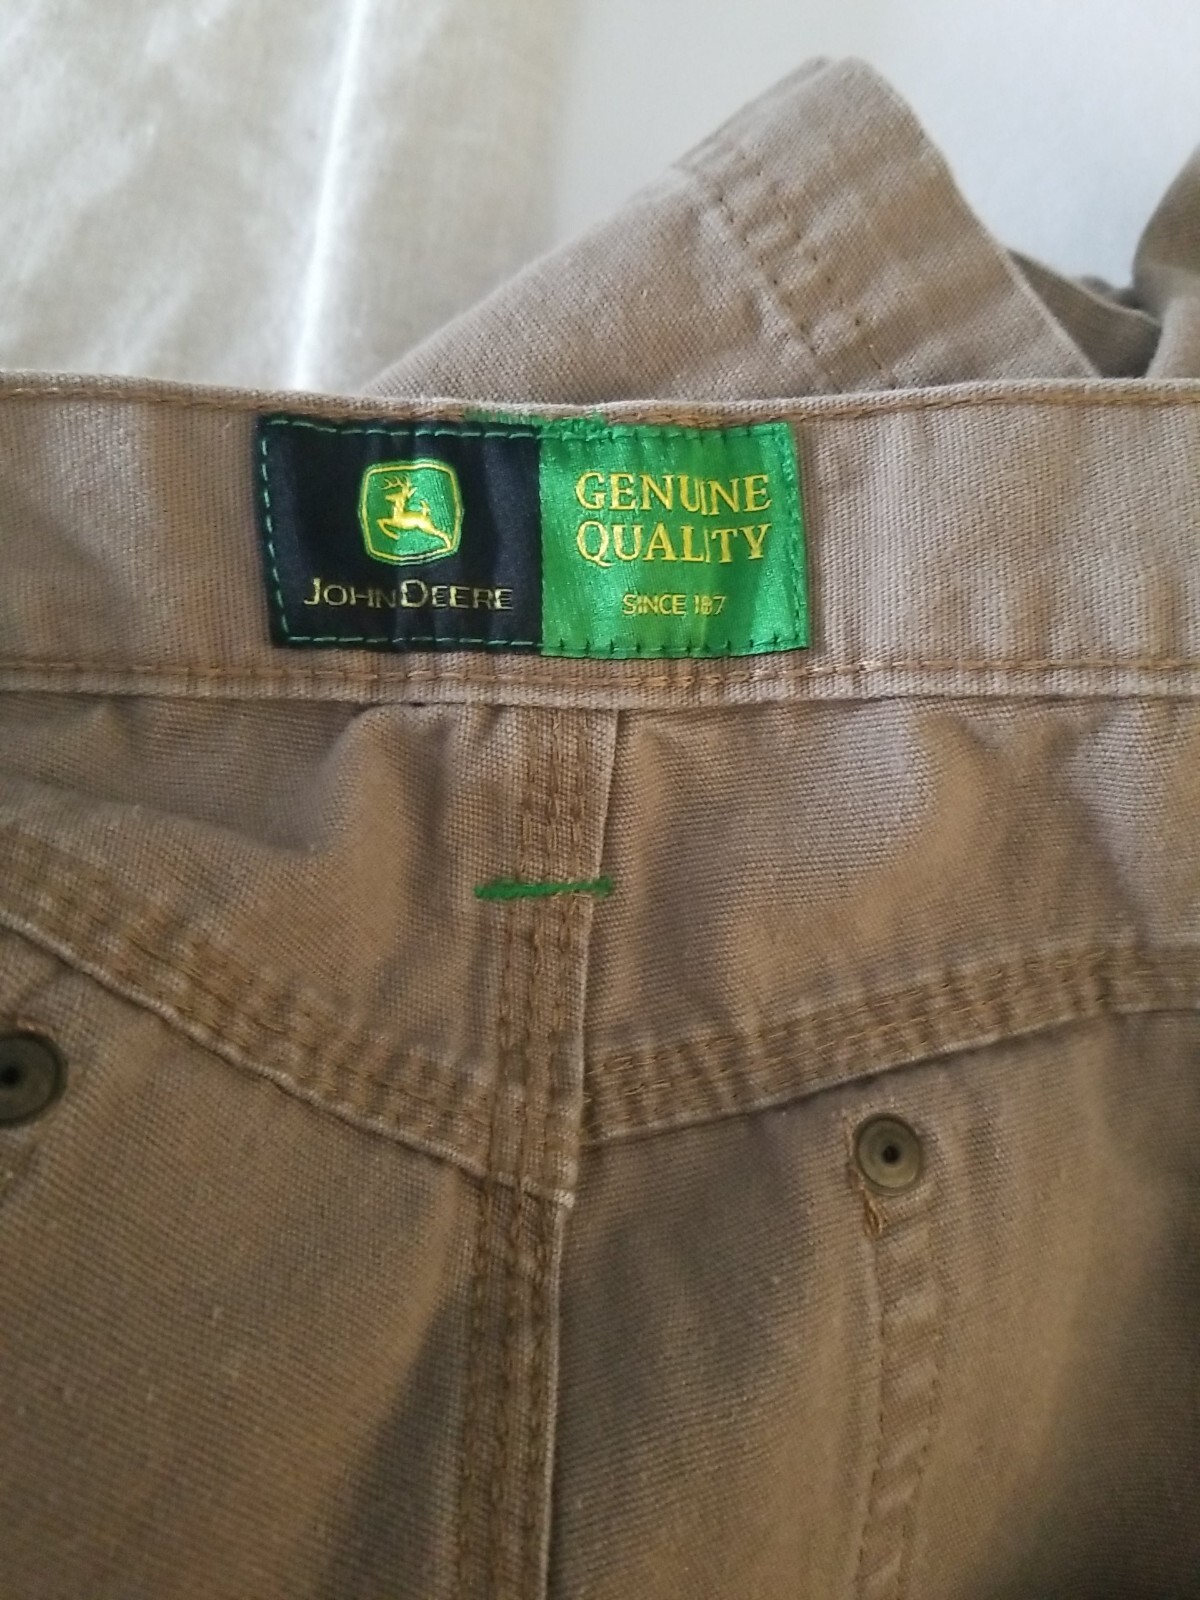 JOHN DEERE
GENUINE
QUALITY
SINCE 187